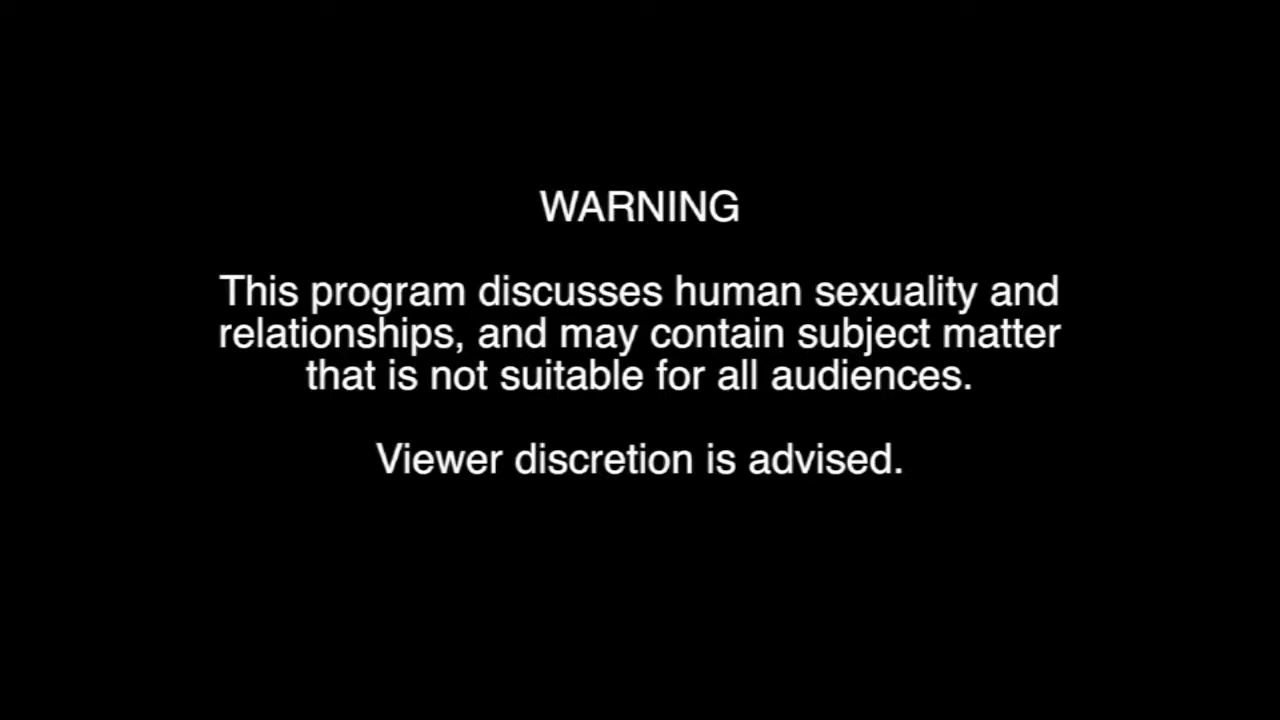 WARNING
This program discusses human sexuality and
relationships, and may contain subject matter
that is not suitable for all audiences.
Viewer discretion is advised.